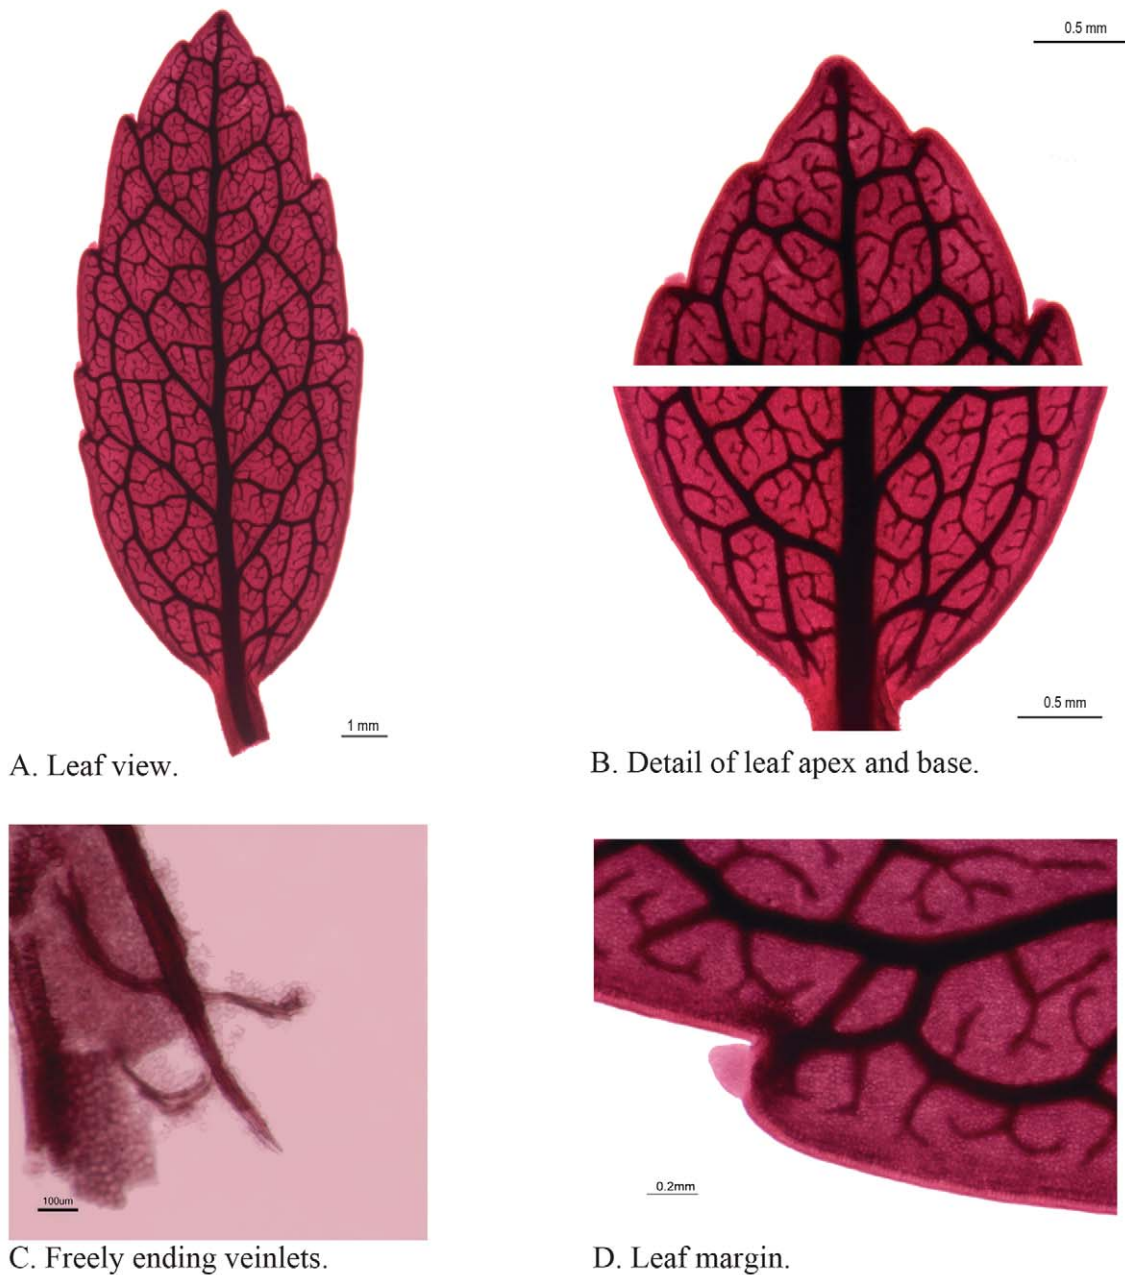 0.5 mm
1 mm
0.5 mm
A. Leaf view.
B. Detail of leaf apex and base.
100um
0.2mm
C. Freely ending veinlets.
D. Leaf margin.